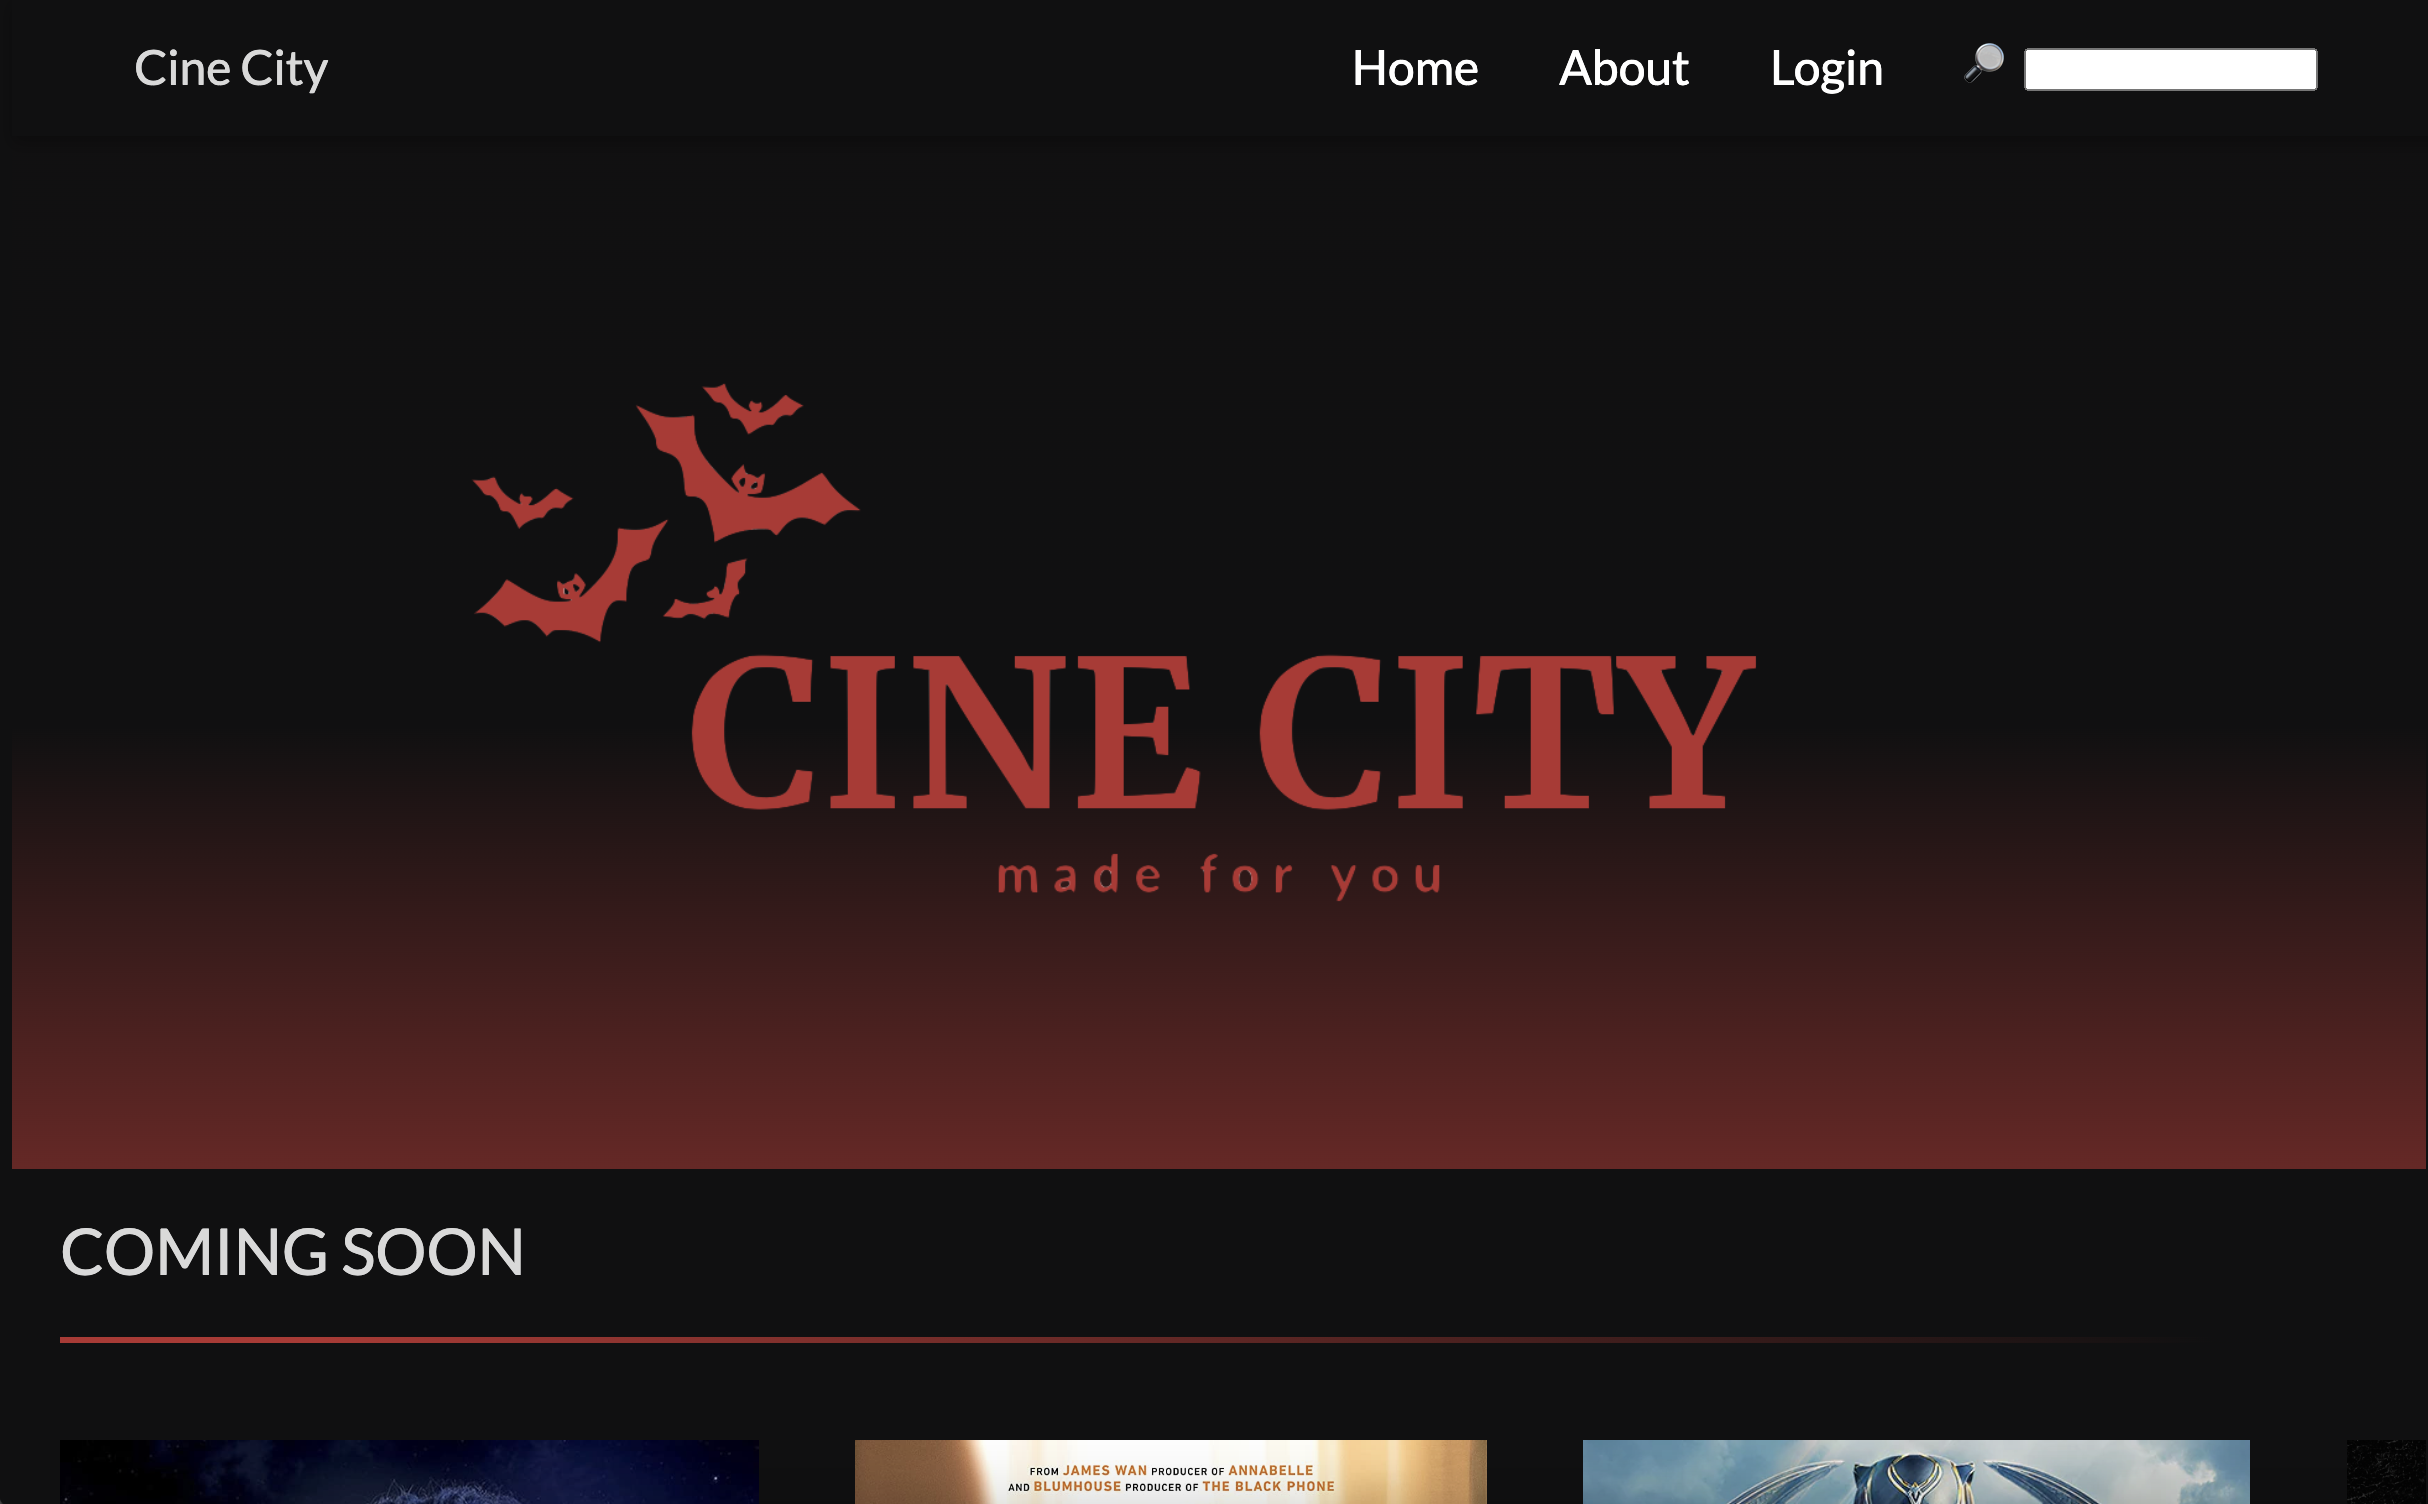 Cine City
Home About Login
CINE CITY
made for you
COMING SOON
FROM JAMES WAN PRODUCER OF ANNABELLE
AND BLUMHOUSE PRODUCER OF THE BLACK PHONE